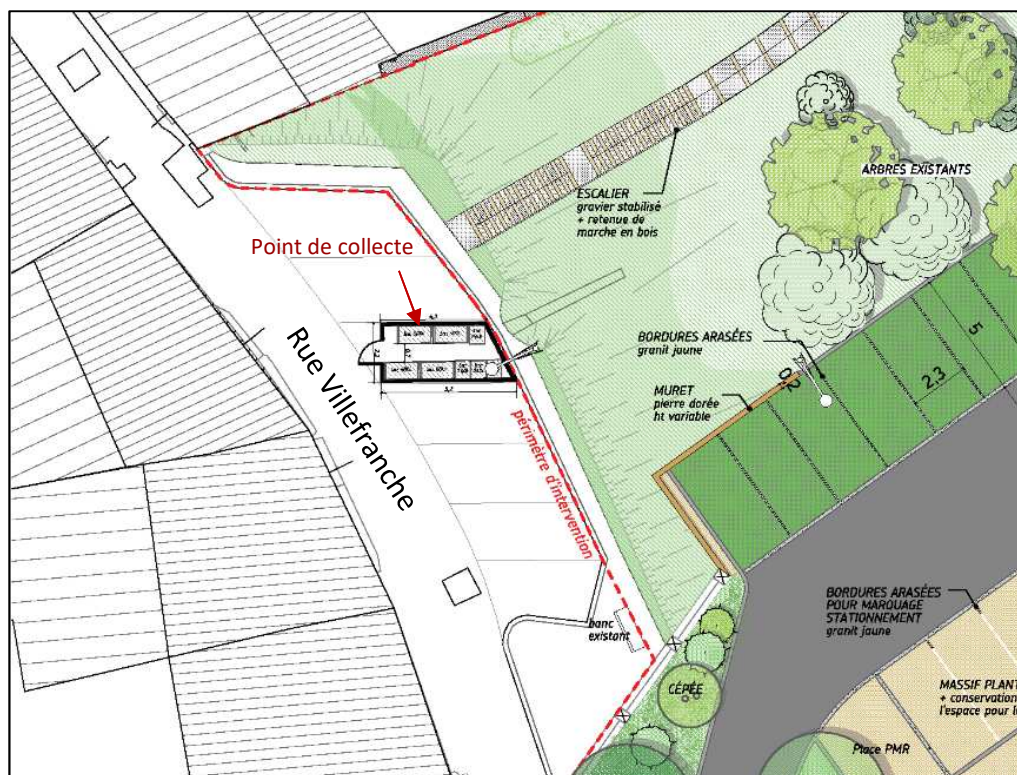 ESCALIER
gravier stabilisé
+ retenue de
marche en bois
ARBRES EXISTANTS
Point de collecte
Rue Villefranche
BORDURES ARASÉES
granit jaune
MURET
pierre dorée
ht variable
0.2
5
2.3
périmètre d'intervention
banc
existant
CÉPÉE
BORDURES ARASÉES
POUR MARQUAGE
STATIONNEMENT
granit jaune
MASSIF PLANT
+ conservation
l'espace pour l
Place PMR